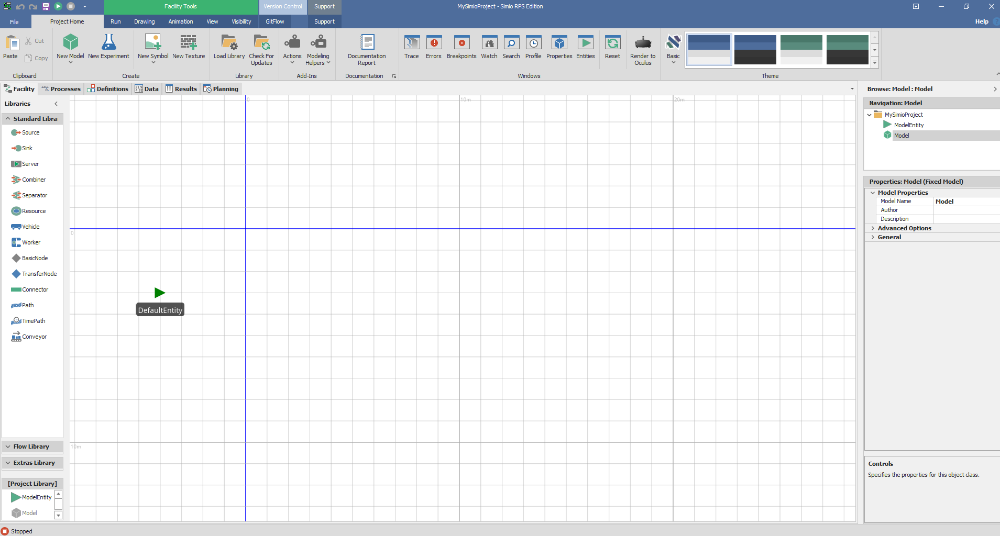 Facility Tools
Version Control
Support
MySimioProject - Simio RPS Edition
File
Project Home
Run
Drawing
Animation
View
Visibility
GitFlow
Support
Help
Paste
Cut
Copy
New Model
New Experiment
New Symbol
New Texture
Load Library
Check For
Updates
Actions
Modeling
Helpers
Documentation
Report
Trace
Errors
Breakpoints
Watch
Search
Profile
Properties
Entities
Reset
Render to
Oculus
Basic
Clipboard
Create
Library
Add-Ins
Documentation
Windows
Theme
Facility
Processes
Definitions
Data
Results
Planning
Libraries
Standard Libra
Source
Sink
Server
Combiner
Separator
Resource
Vehicle
Worker
BasicNode
TransferNode
Connector
Path
TimePath
Conveyor
Flow Library
Extras Library
[Project Library]
ModelEntity
Model
0
10m
20m
0
10m
DefaultEntity
Browse: Model : Model
Navigation: Model
MySimioProject
ModelEntity
Model
Properties: Model (Fixed Model)
Model Properties
Model Name Model
Author
Description
Advanced Options
General
Controls
Specifies the properties for this object class.
Stopped